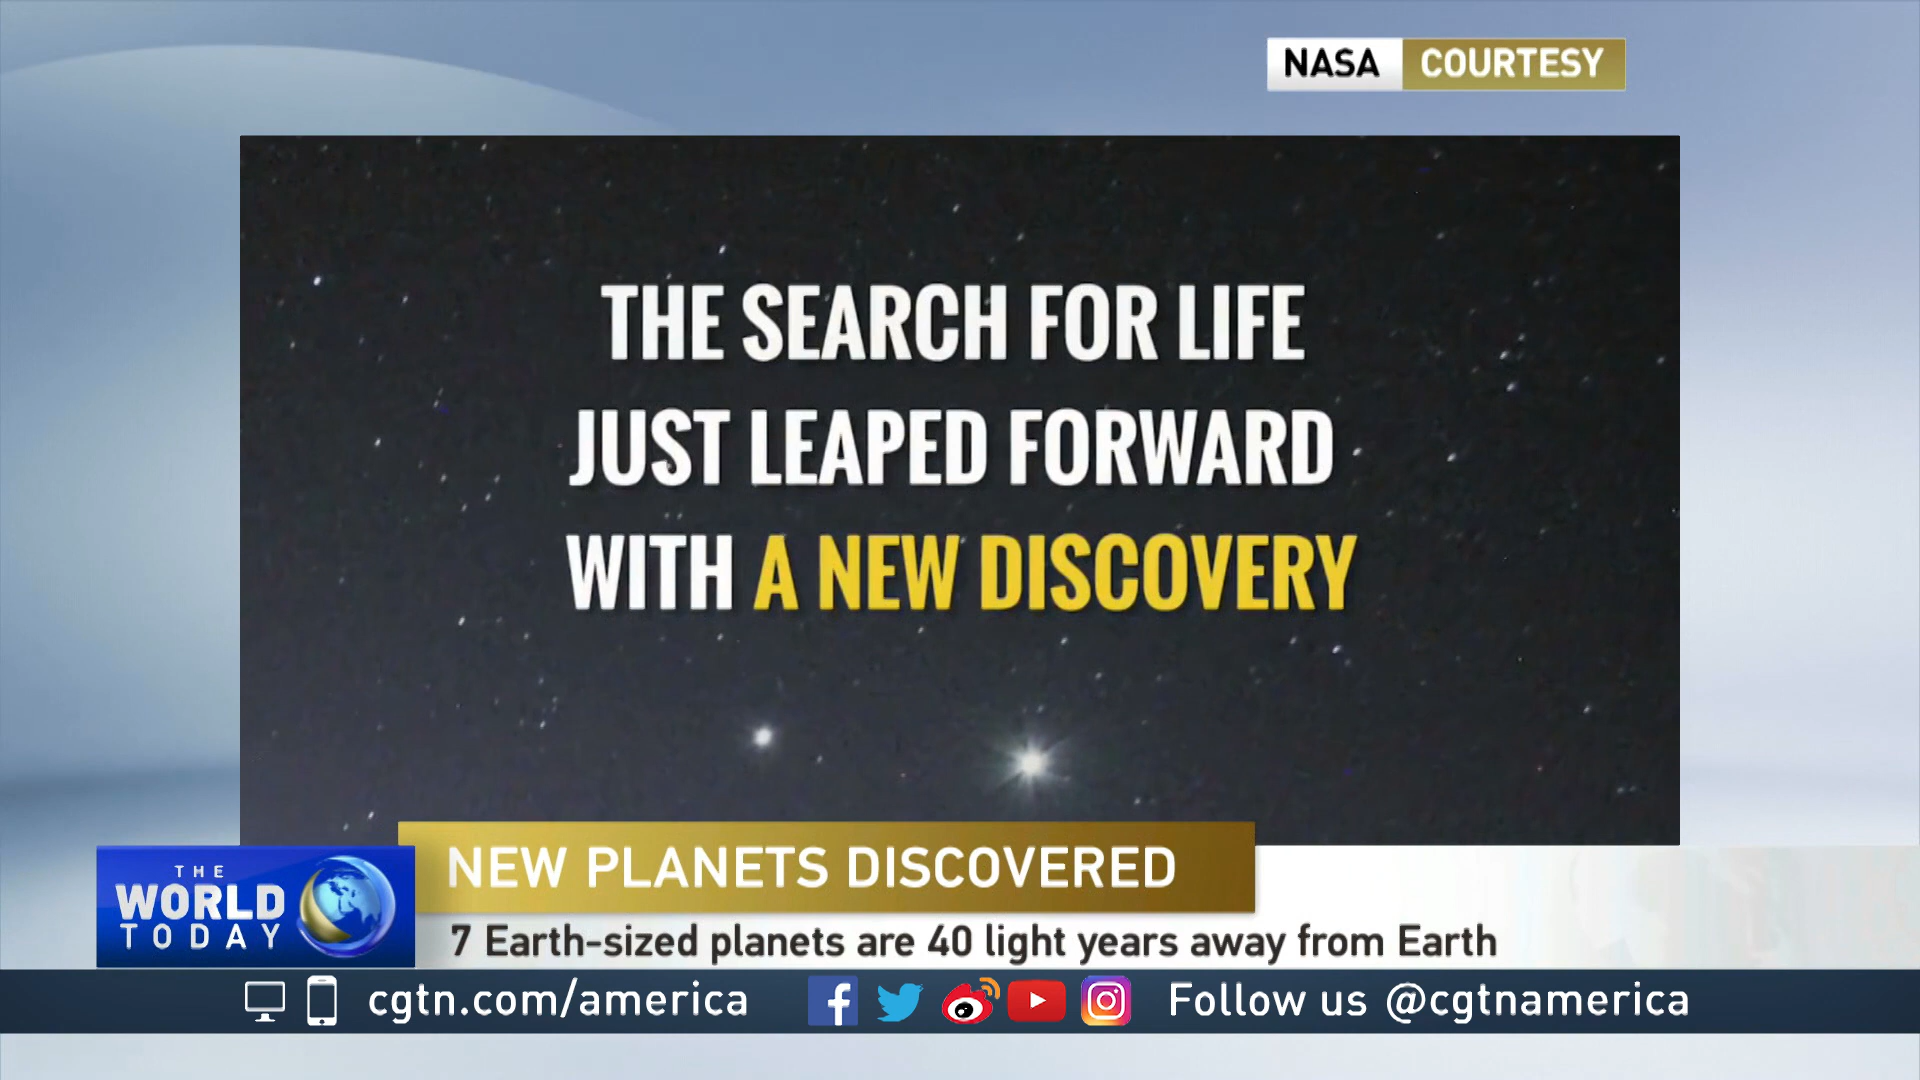 NASA COURTESY
THE SEARCH FOR LIFE
JUST LEAPED FORWARD
WITH A NEW DISCOVERY
NEW PLANETS DISCOVERED
THE
WORLD
TODAY
7 Earth-sized planets are 40 light years away from Earth
cgtn.com/america Follow us @cgtnamerica